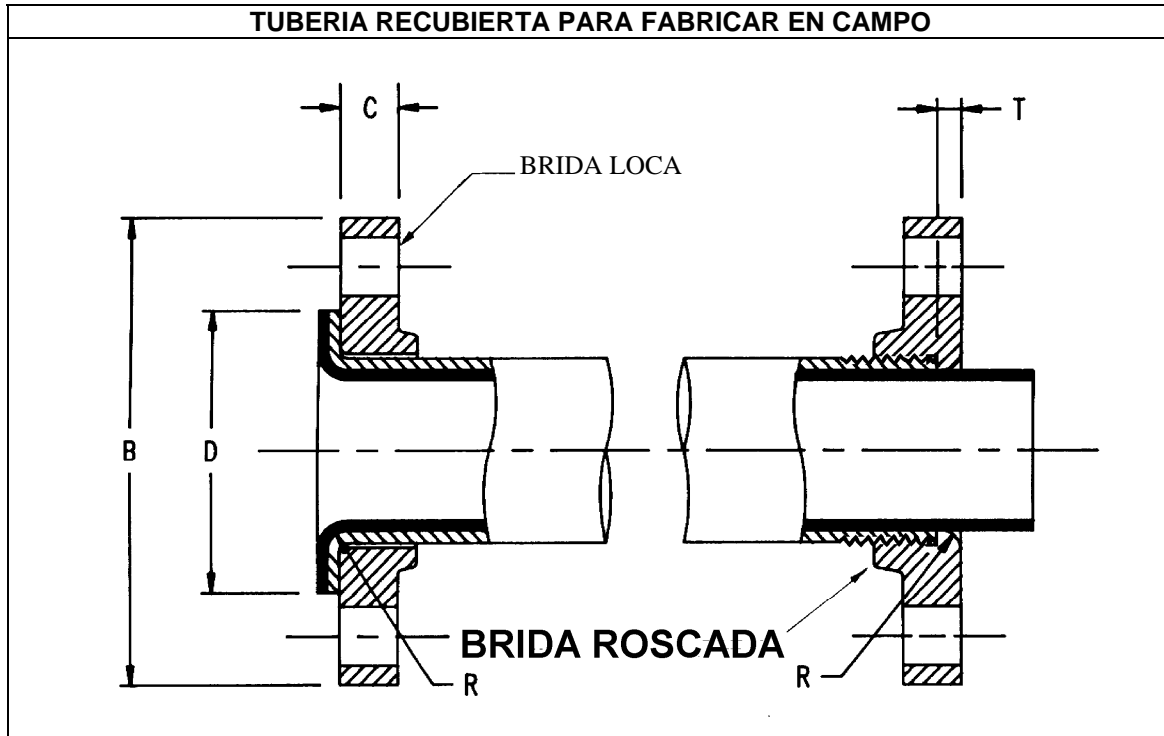 TUBERIA RECUBIERTA PARA FABRICAR EN CAMPO
C
T
BRIDA LOCA
B
D
BRIDA ROSCADA
R
R